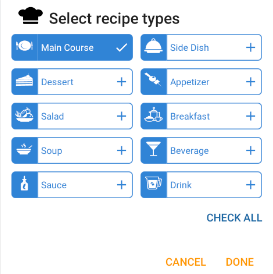 Select recipe types
Main Course
Side Dish
Dessert
Appetizer
Salad
Breakfast
Soup
Beverage
Sauce
Drink
CHECK ALL
CANCEL
DONE